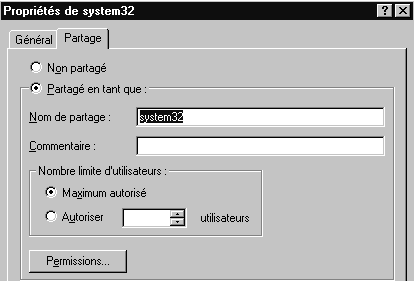 Propriétés de system32
Général Partage
Non partagé
Partagé en tant que :
Nom de partage : system32
Commentaire :
Nombre limite d'utilisateurs :
Maximum autorisé
Autoriser utilisateurs
Permissions...